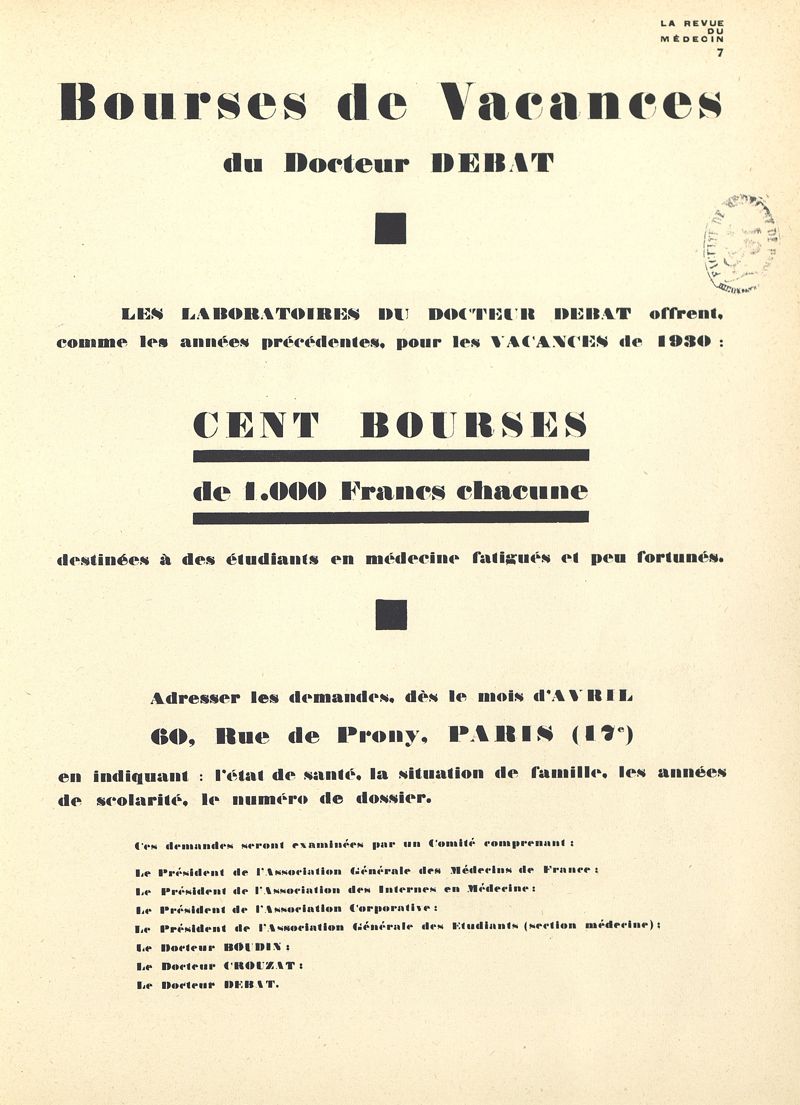 LA REVUE
DU
MÉDECIN
7
Bourses de Vacances
du Docteur DEBAT
FACULTÉ DE MÉDECINE DE PARIS
LES LABORATOIRES DU DOCTEUR DEBAT offrent,
comme les années précédentes, pour les VACANCES de 1930 :
CENT BOURSES
de 1.000 Francs chacune
destinées à des étudiants en médecine fatigués et peu fortunés.
Adresser les demandes, dès le mois d'AVRIL
60, Rue de Prony, PARIS (17e)
en indiquant : l'état de santé, la situation de famille, les années
de scolarité, le numéro de dossier.
Ces demandes seront examinées par un Comité comprenant :
Le Président de l'Association Générale des Médecins de France ;
Le Président de l'Association des Internes en Médecine ;
Le Président de l'Association Corporative ;
Le Président de l'Association Générale des Etudiants (section médecine) ;
Le Docteur BOUDIN ;
Le Docteur CROUZAT ;
Le Docteur DEBAT.